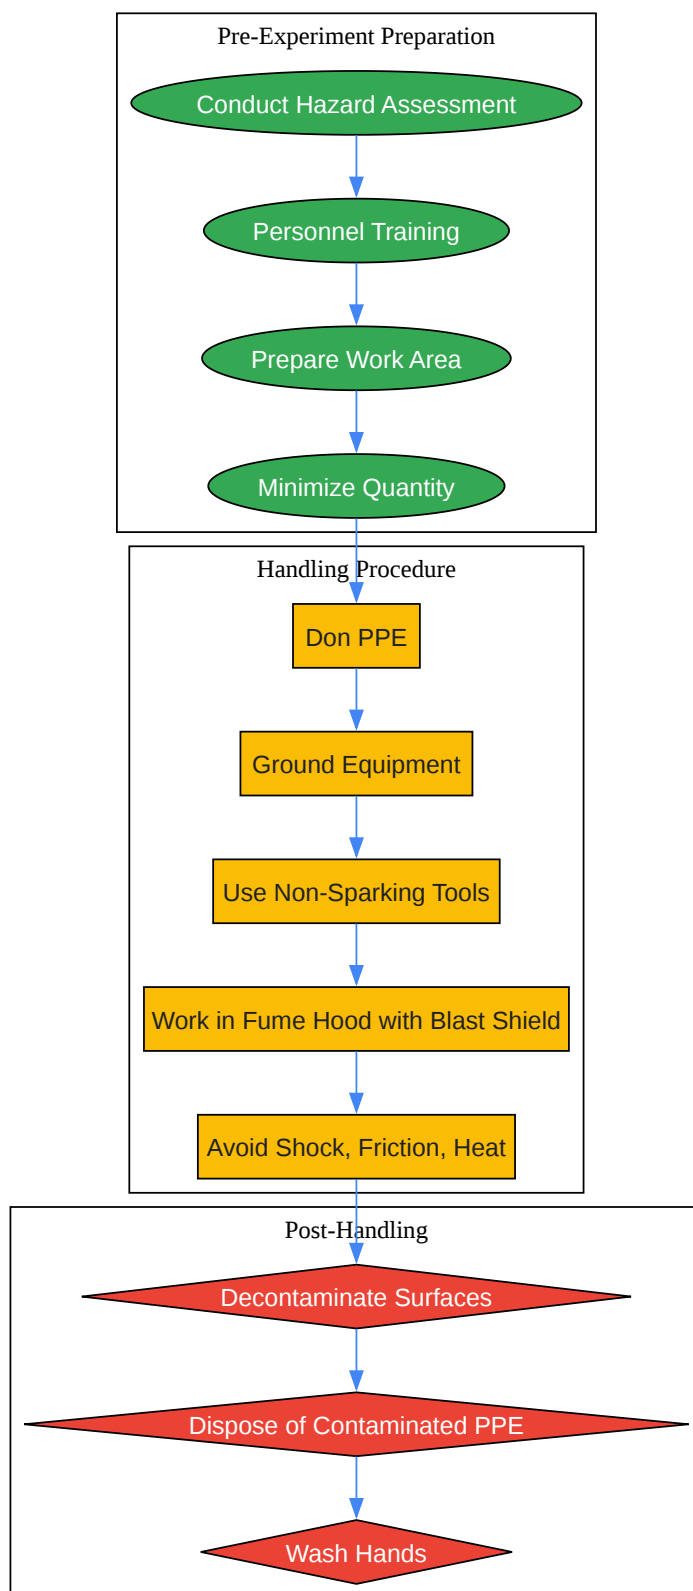 Pre-Experiment Preparation
Conduct Hazard Assessment
Personnel Training
Prepare Work Area
Minimize Quantity
Handling Procedure
Don PPE
Ground Equipment
Use Non-Sparking Tools
Work in Fume Hood with Blast Shield
Avoid Shock, Friction, Heat
Post-Handling
Decontaminate Surfaces
Dispose of Contaminated PPE
Wash Hands